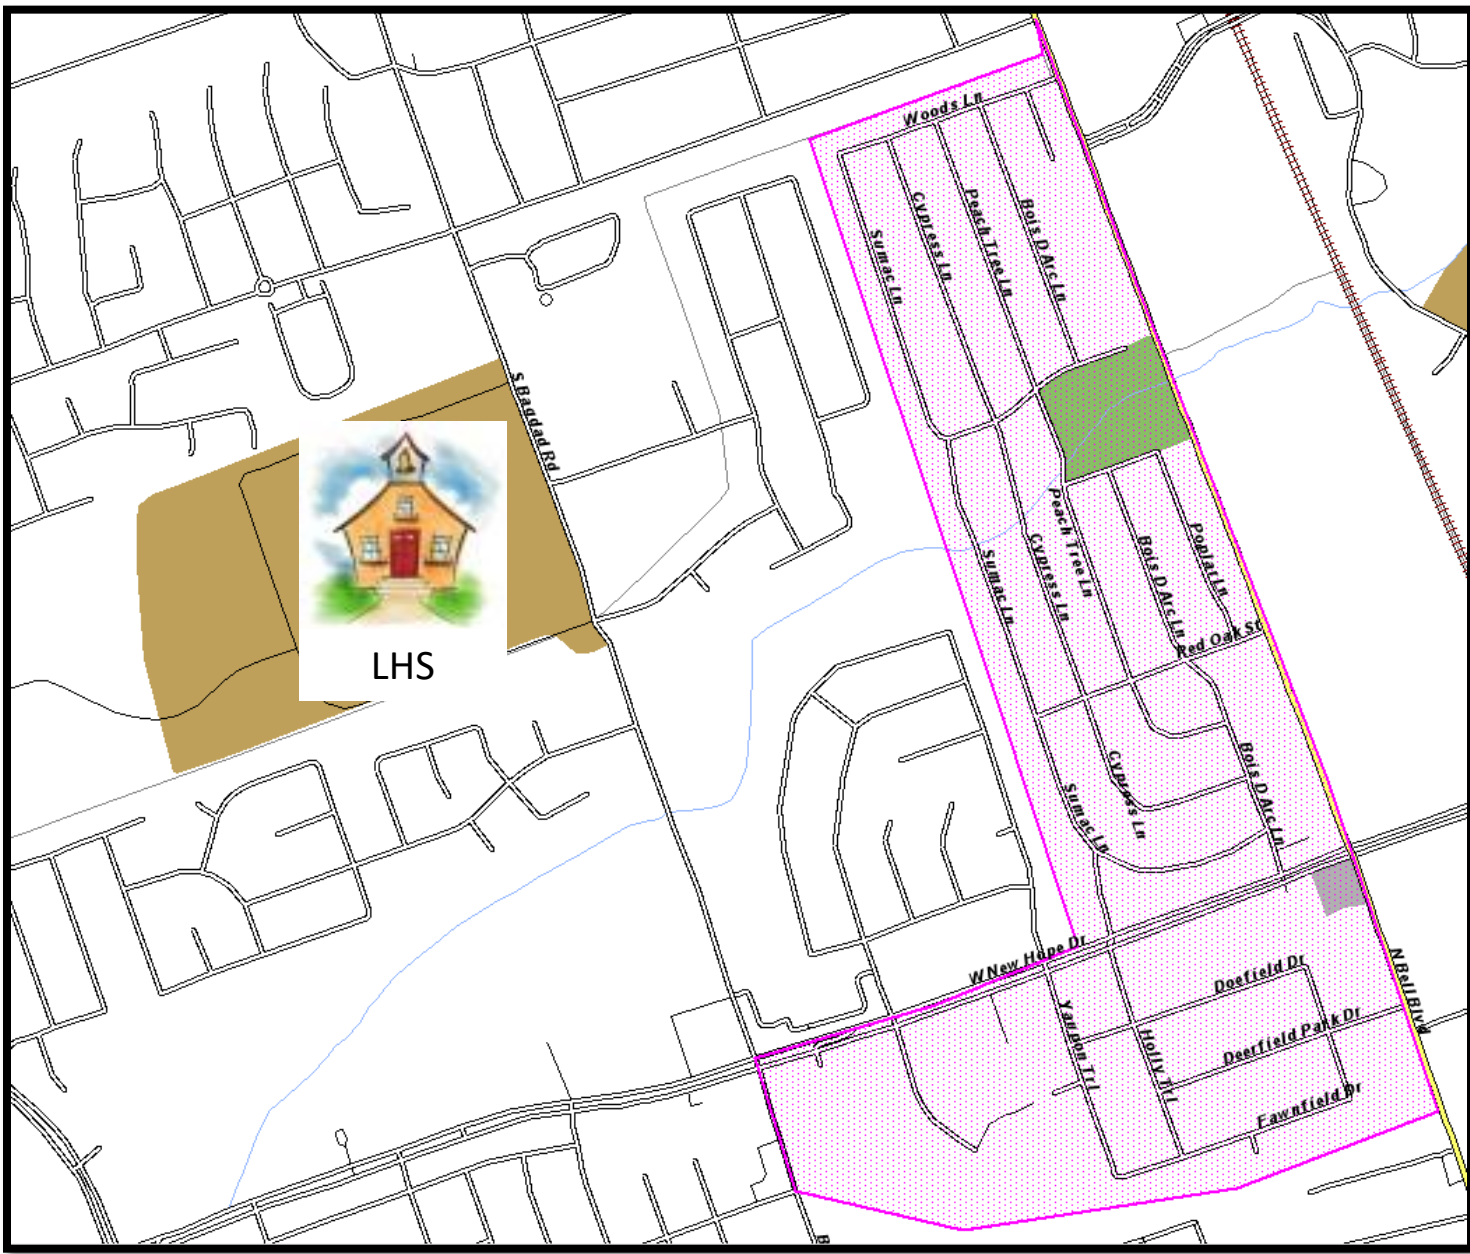 Woods Ln
Sumac Ln
Cypress Ln
Peach Tree Ln
Bois D Arc Ln
S Bagdad Rd
LHS
Sumac Ln
Cypress Ln
Peach Tree Ln
Bois D Arc Ln
Poplar Ln
Red Oak St
Sumac Ln
Cypress Ln
Bois D Arc Ln
W New Hope Dr
Yaupon Trl
Holly Trl
Doefield Dr
Deerfield Park Dr
Fawnfield Dr
N Bell Blvd
B